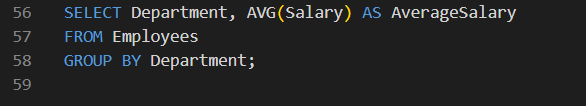 56 SELECT Department, AVG(Salary) AS AverageSalary
57 FROM Employees
58 GROUP BY Department;
59